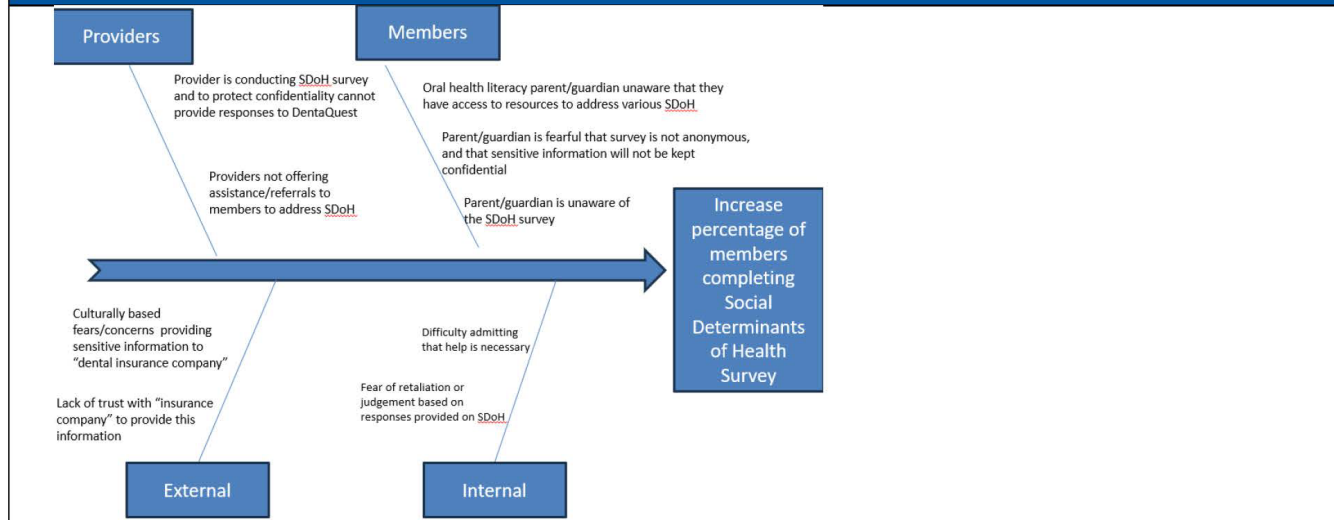 Providers
Members
Provider is conducting SDoH survey
and to protect confidentiality cannot
provide responses to DentaQuest
Oral health literacy parent/guardian unaware that they
have access to resources to address various SDoH
Parent/guardian is fearful that survey is not anonymous,
and that sensitive information will not be kept
confidential
Providers not offering
assistance/referrals to
members to address SDoH
Parent/guardian is unaware of
the SDoH survey
Increase
percentage of
members
completing
Social
Determinants
of Health
Survey
Culturally based
fears/concerns  providing
sensitive information to
“dental insurance company”
Lack of trust with “insurance
company” to provide this
information
Difficulty admitting
that help is necessary
Fear of retaliation or
judgement based on
responses provided on SDoH
External
Internal